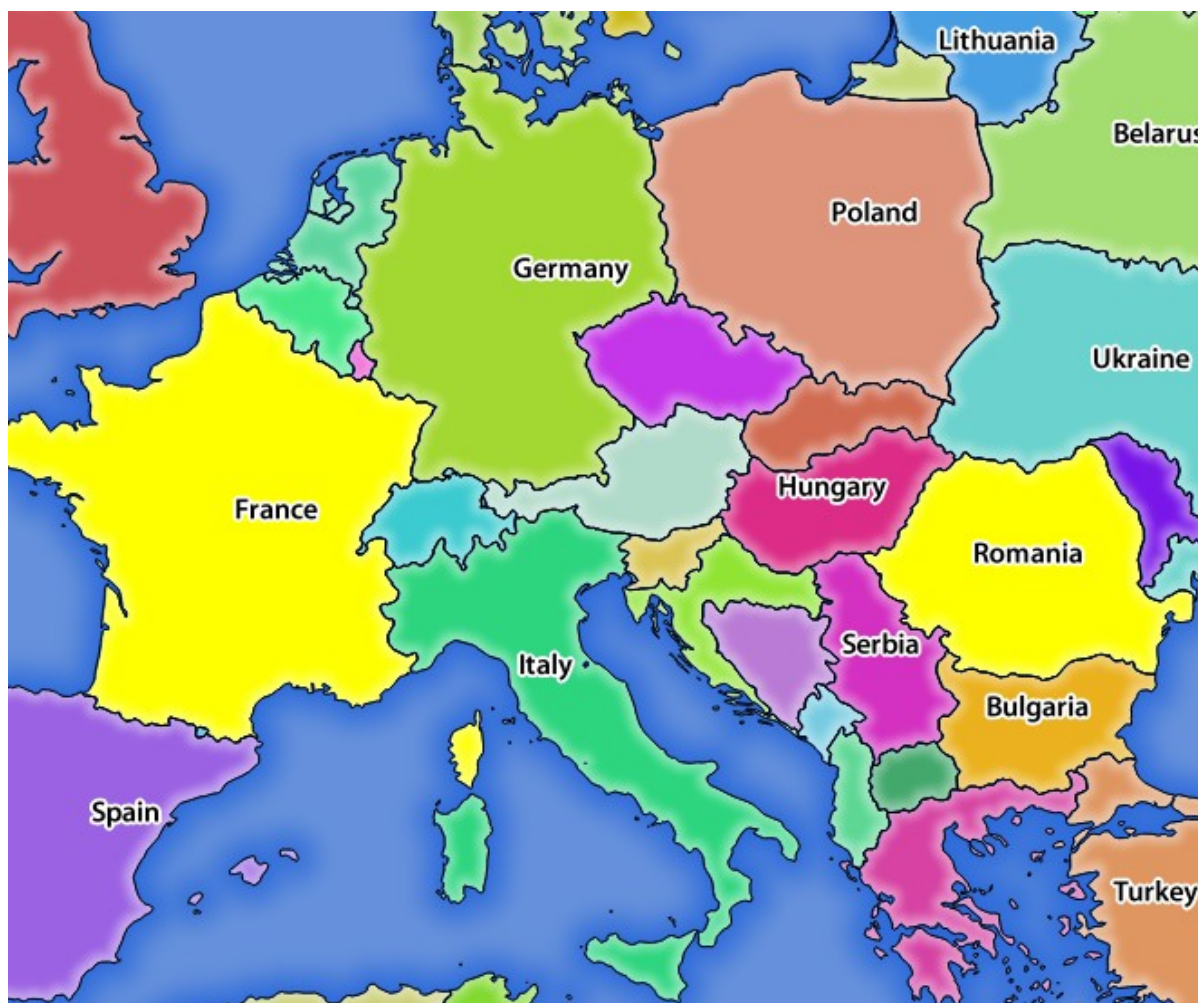 Lithuania
Belarus
Poland
Germany
Ukraine
Hungary
France
Romania
Serbia
Italy
Bulgaria
Spain
Turkey